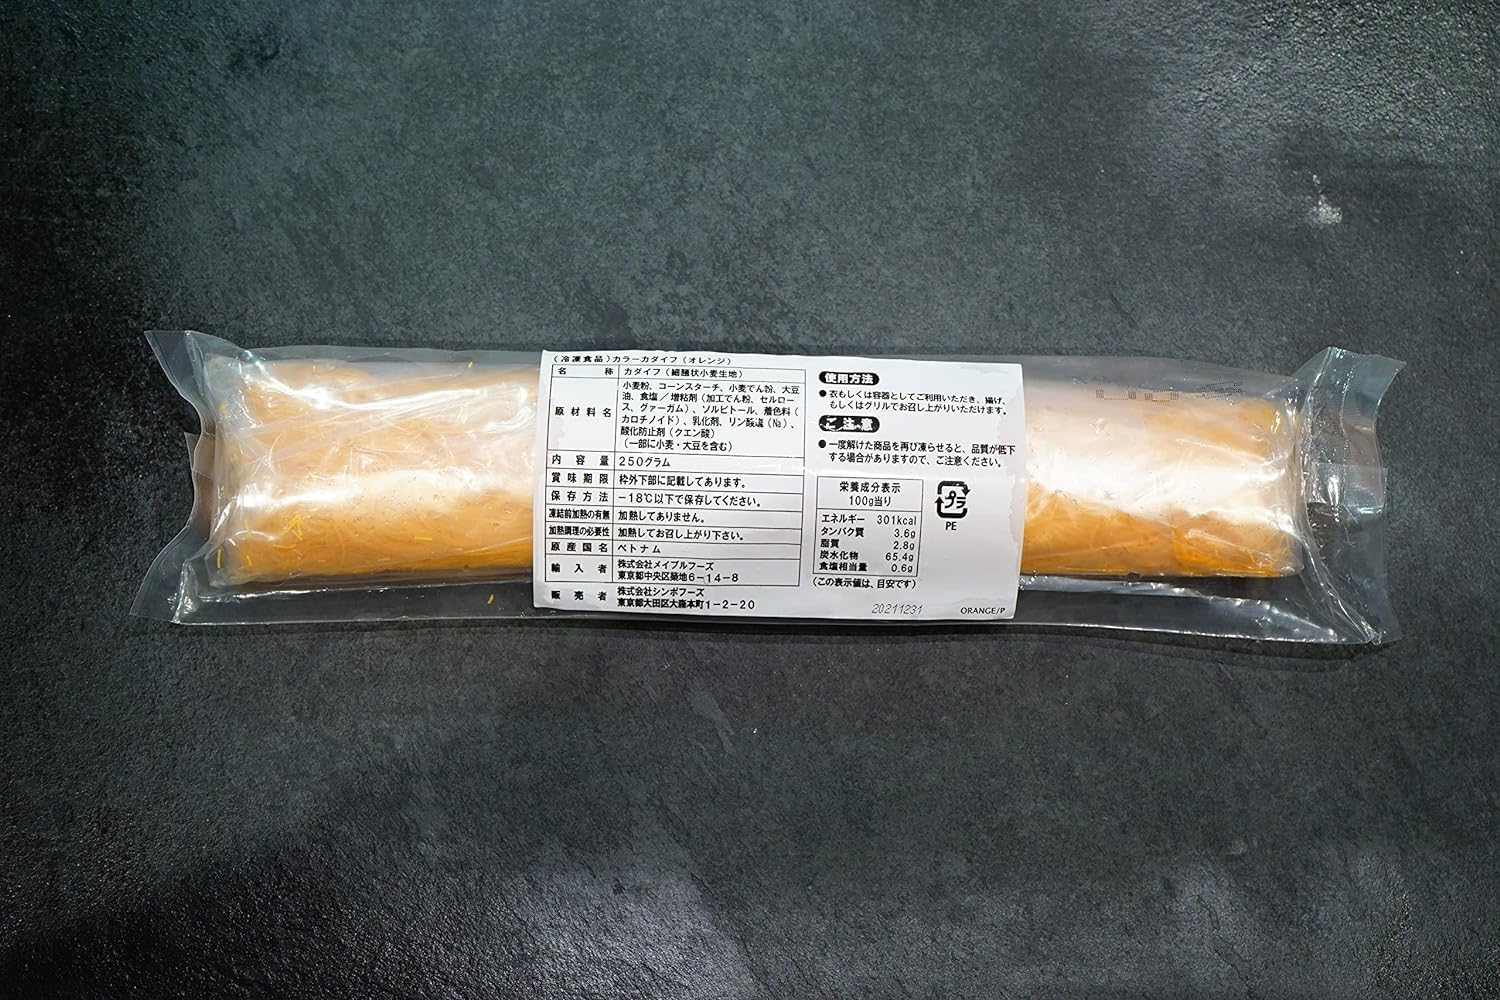 (冷凍食品)カラーカダイフ(オレンジ)
名 称 カダイフ(細麺状小麦生地)
原材料名 小麦粉、コーンスターチ、小麦でん粉、大豆
油、食塩/増粘剤(加工でん粉、セルロー
ス、グァーガム)、ソルビトール、着色料(
カロチノイド)、乳化剤、リン酸塩(Na)、
酸化防止剤(クエン酸)
(一部に小麦・大豆を含む)
内容量 250グラム
賞味期限 枠外下部に記載してあります。
保存方法 -18℃以下で保存してください。
凍結前加熱の有無 加熱してありません。
加熱調理の必要性 加熱してお召し上がり下さい。
原産国名 ベトナム
輸入者 株式会社メイプルフーズ
東京都中央区築地6-14-8
販売者 株式会社シンポフーズ
東京都大田区大森本町1-2-20
使用方法
●衣もしくは容器としてご利用いただき、揚げ、
もしくはグリルでお召し上がりいただけます。
ご注意
●一度解けた商品を再び凍らせると、品質が低下
する場合がありますので、ご注意ください。
栄養成分表示
100g当り
エネルギー 301kcal
タンパク質 3.6g
脂質 2.8g
炭水化物 65.4g
食塩相当量 0.6g
(この表示値は、目安です)
プラ
PE
20211231
ORANGE/P